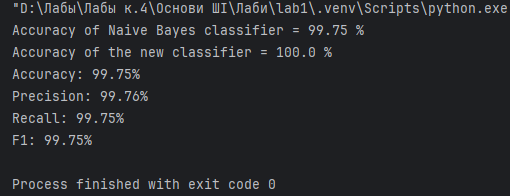 "D:\Лабы\Лабы к.4\Основи ШІ\Лаби\lab1\.venv\Scripts\python.exe
Accuracy of Naive Bayes classifier = 99.75 %
Accuracy of the new classifier = 100.0 %
Accuracy: 99.75%
Precision: 99.76%
Recall: 99.75%
F1: 99.75%
Process finished with exit code 0